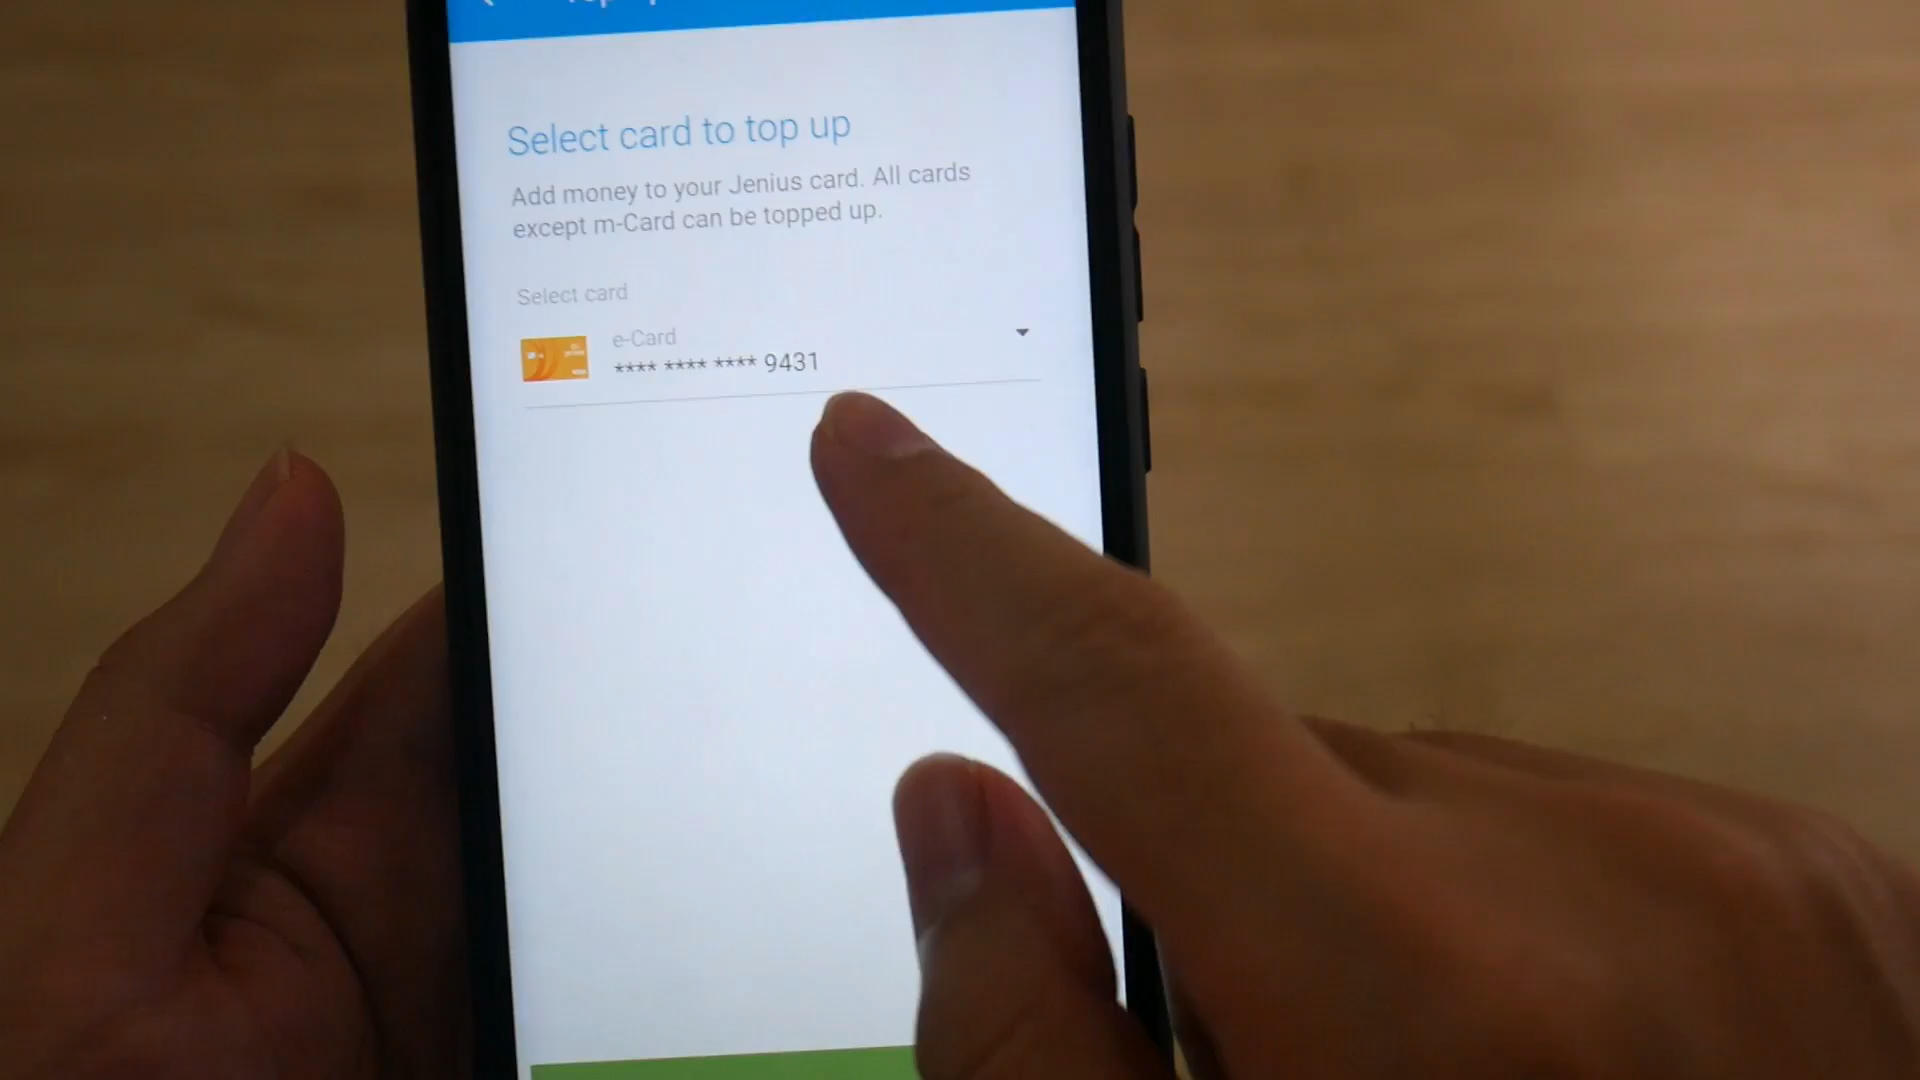 Select card to top up
Add money to your Jenius card. All cards
except m-Card can be topped up.
Select card
e-Card
**** **** **** 9431